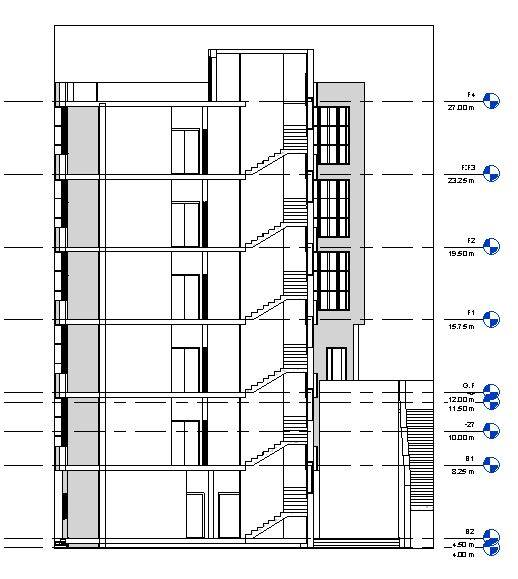 F4
27.00 m
F3
23.25 m
F2
19.50 m
F1
15.75 m
G.F
12.00 m
11.50 m
-27
10.00 m
B1
8.25 m
B2
4.50 m
4.00 m